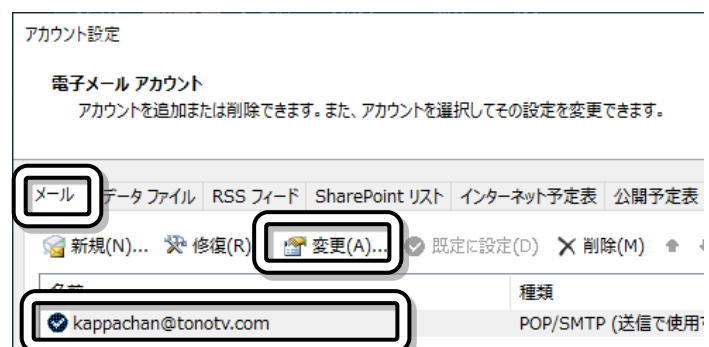 アカウント設定
電子メール アカウント
アカウントを追加または削除できます。また、アカウントを選択してその設定を変更できます。
メール データ ファイル RSS フィード SharePoint リスト インターネット予定表 公開予定表
新規(N)... 修復(R) 変更(A)... 既定に設定(D) 削除(M)
名前 種類
kappachan@tonotv.com POP/SMTP (送信で使用